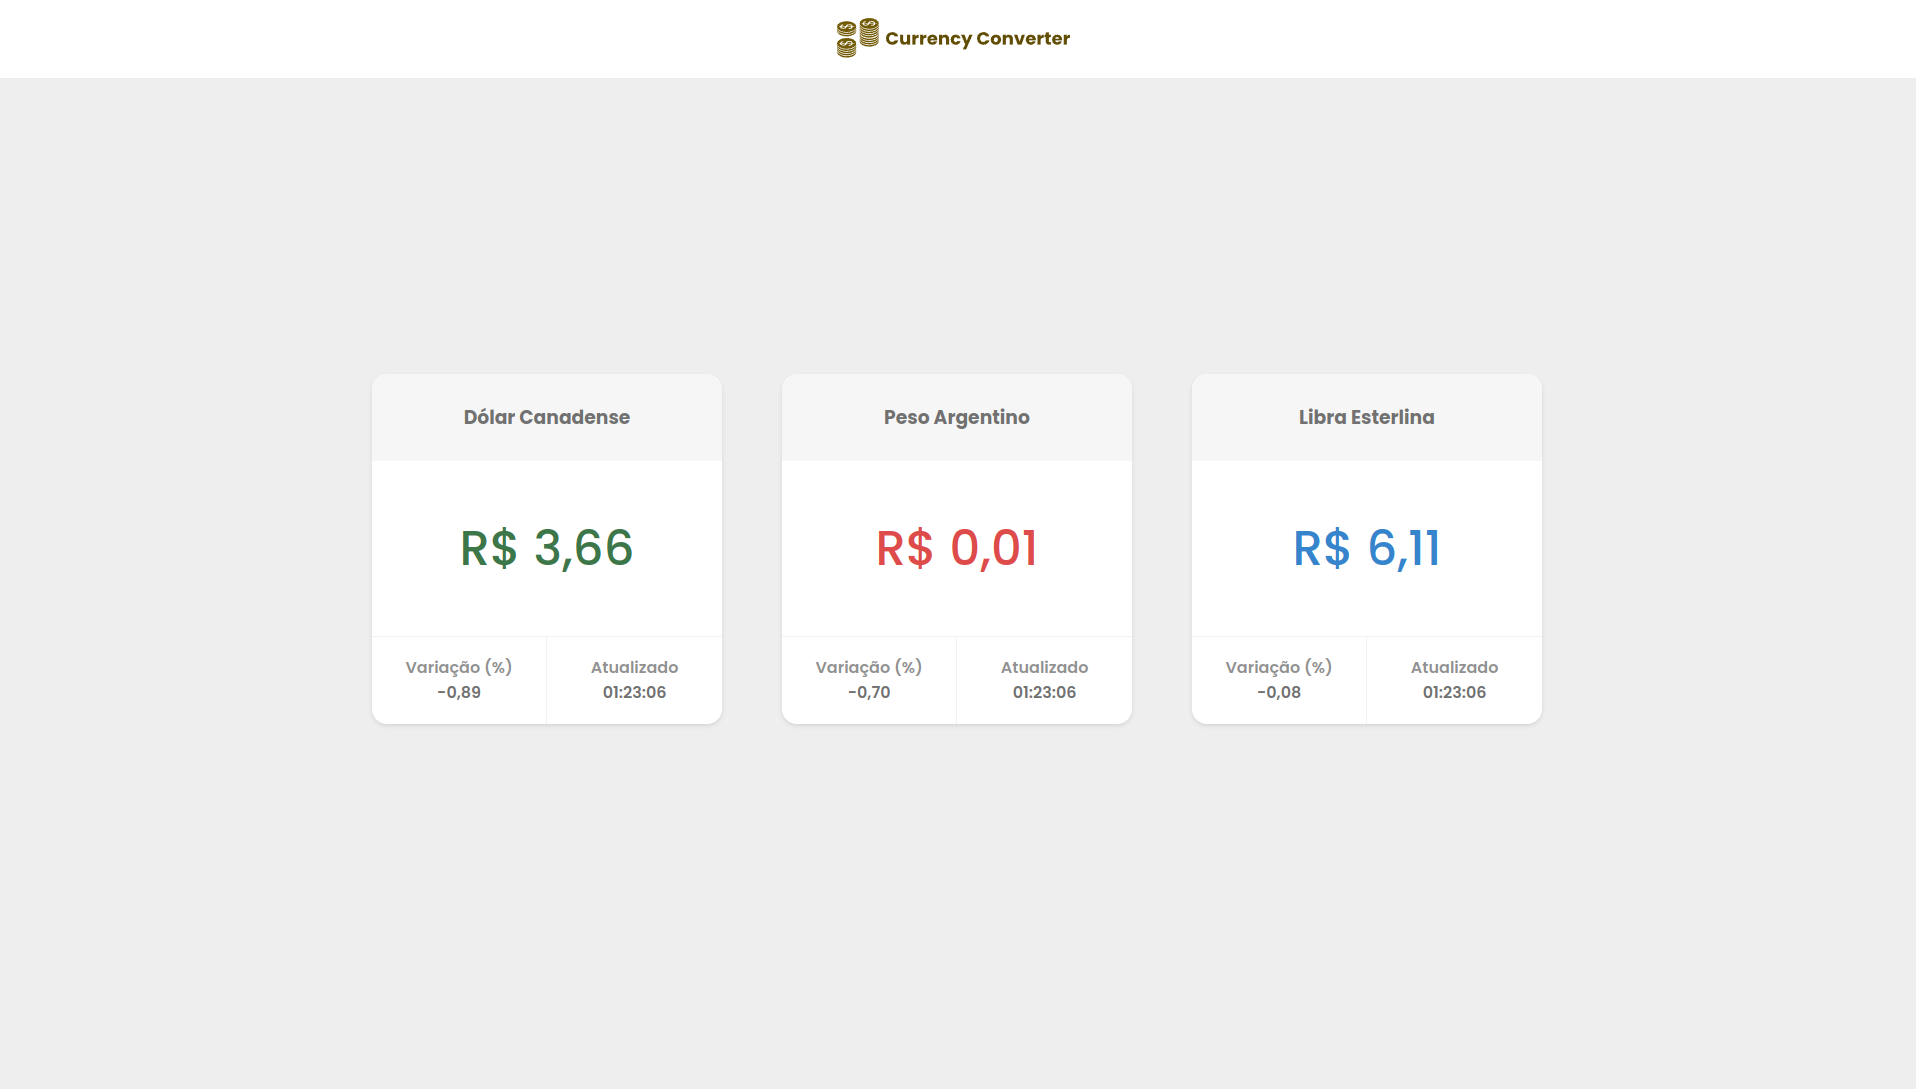 Currency Converter
Dólar Canadense
R$ 3,66
Variação (%)
-0,89
Atualizado
01:23:06
Peso Argentino
R$ 0,01
Variação (%)
-0,70
Atualizado
01:23:06
Libra Esterlina
R$ 6,11
Variação (%)
-0,08
Atualizado
01:23:06